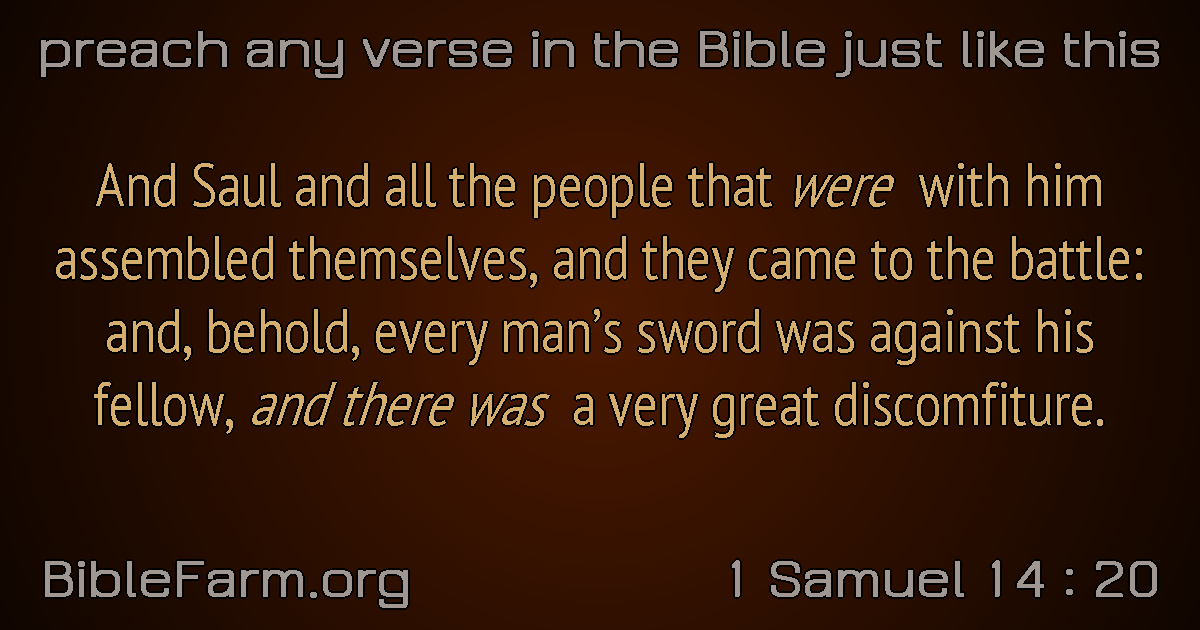 preach any verse in the Bible just like this
And Saul and all the people that were with him
assembled themselves, and they came to the battle:
and, behold, every man’s sword was against his
fellow, and there was a very great discomfiture.
BibleFarm.org
1 Samuel 14 : 20